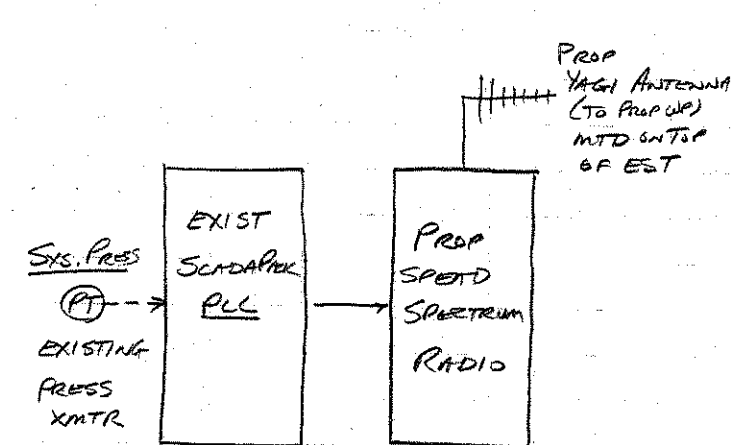 PROP
YAGI ANTENNA
(TO PROP WP)
MTD ON TOP
OF EST
SYS. PRESS
PT
EXISTING
PRESS
XMTR
EXIST
SCADAPACK
PLC
PROP
SPREAD
SPECTRUM
RADIO